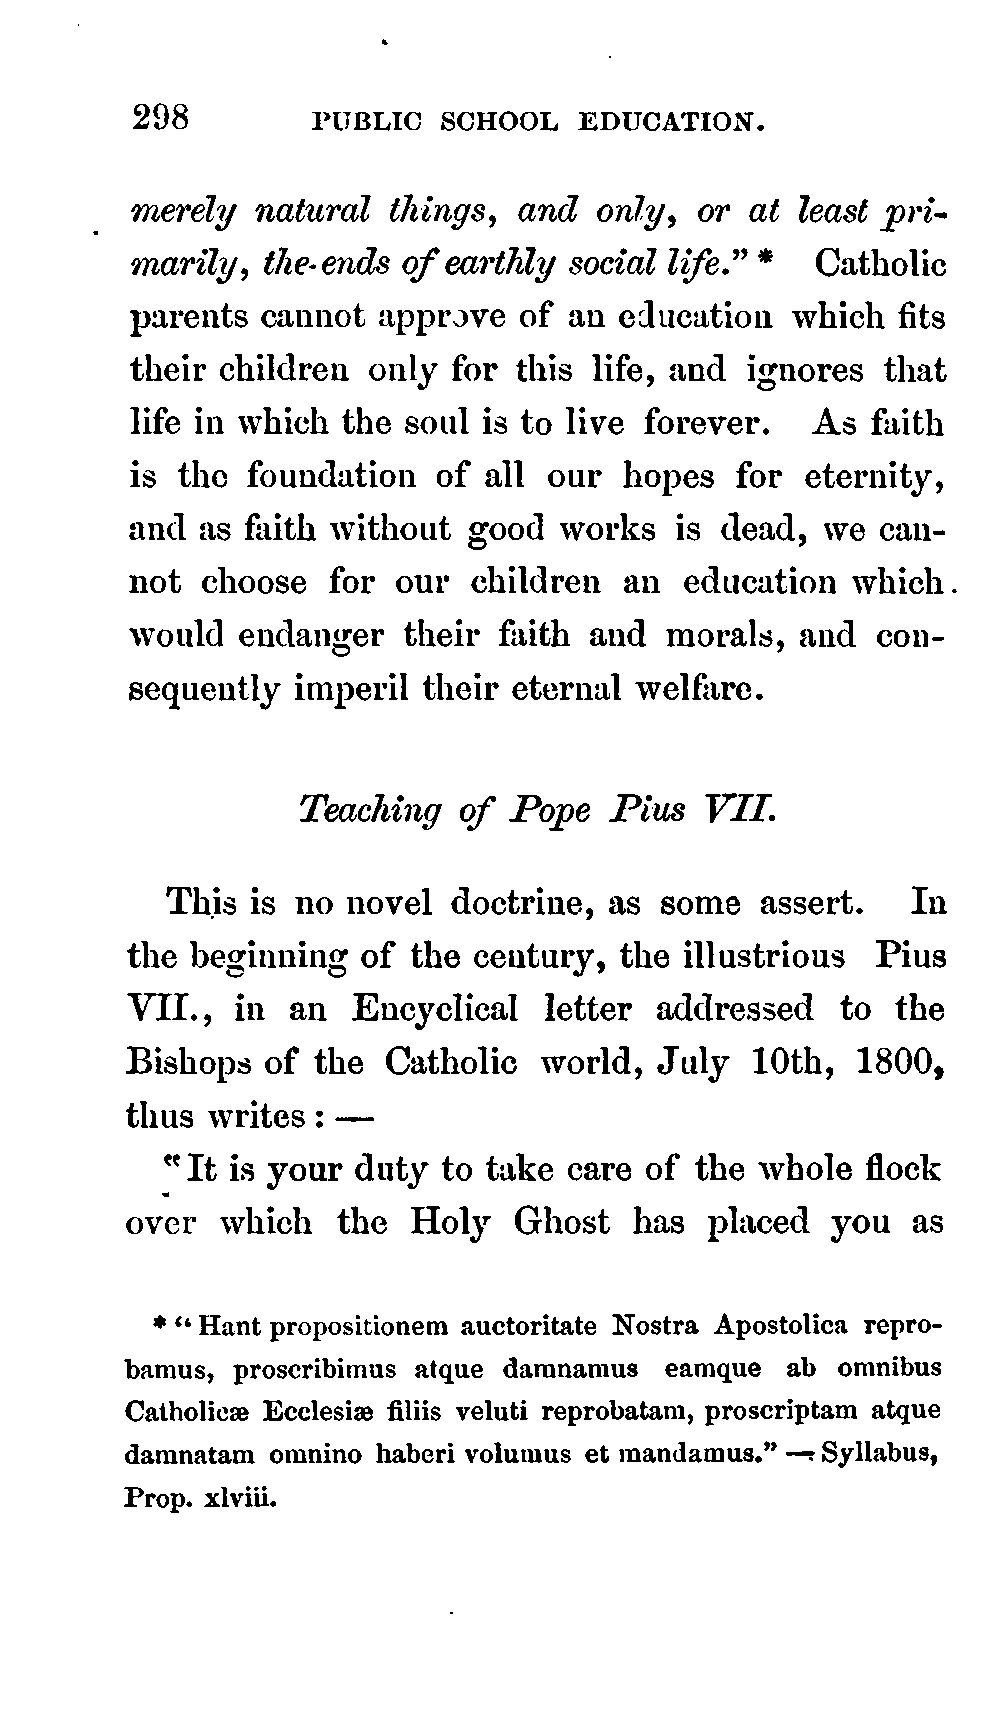 298 PUBLIC SCHOOL EDUCATION.
merely natural things, and only, or at least pri-
marily, the ends of earthly social life." * Catholic
parents cannot approve of an education which fits
their children only for this life, and ignores that
life in which the soul is to live forever. As faith
is the foundation of all our hopes for eternity,
and as faith without good works is dead, we can-
not choose for our children an education which
would endanger their faith and morals, and con-
sequently imperil their eternal welfare.
Teaching of Pope Pius VII.
This is no novel doctrine, as some assert. In
the beginning of the century, the illustrious Pius
VII., in an Encyclical letter addressed to the
Bishops of the Catholic world, July 10th, 1800,
thus writes : —
"It is your duty to take care of the whole flock
over which the Holy Ghost has placed you as
* "Hant propositionem auctoritate Nostra Apostolica repro-
bamus, proscribimus atque damnamus eamque ab omnibus
Catholicæ Ecclesiæ filiis veluti reprobatam, proscriptam atque
damnatam omnino haberi volumus et mandamus." — Syllabus,
Prop. xlviii.